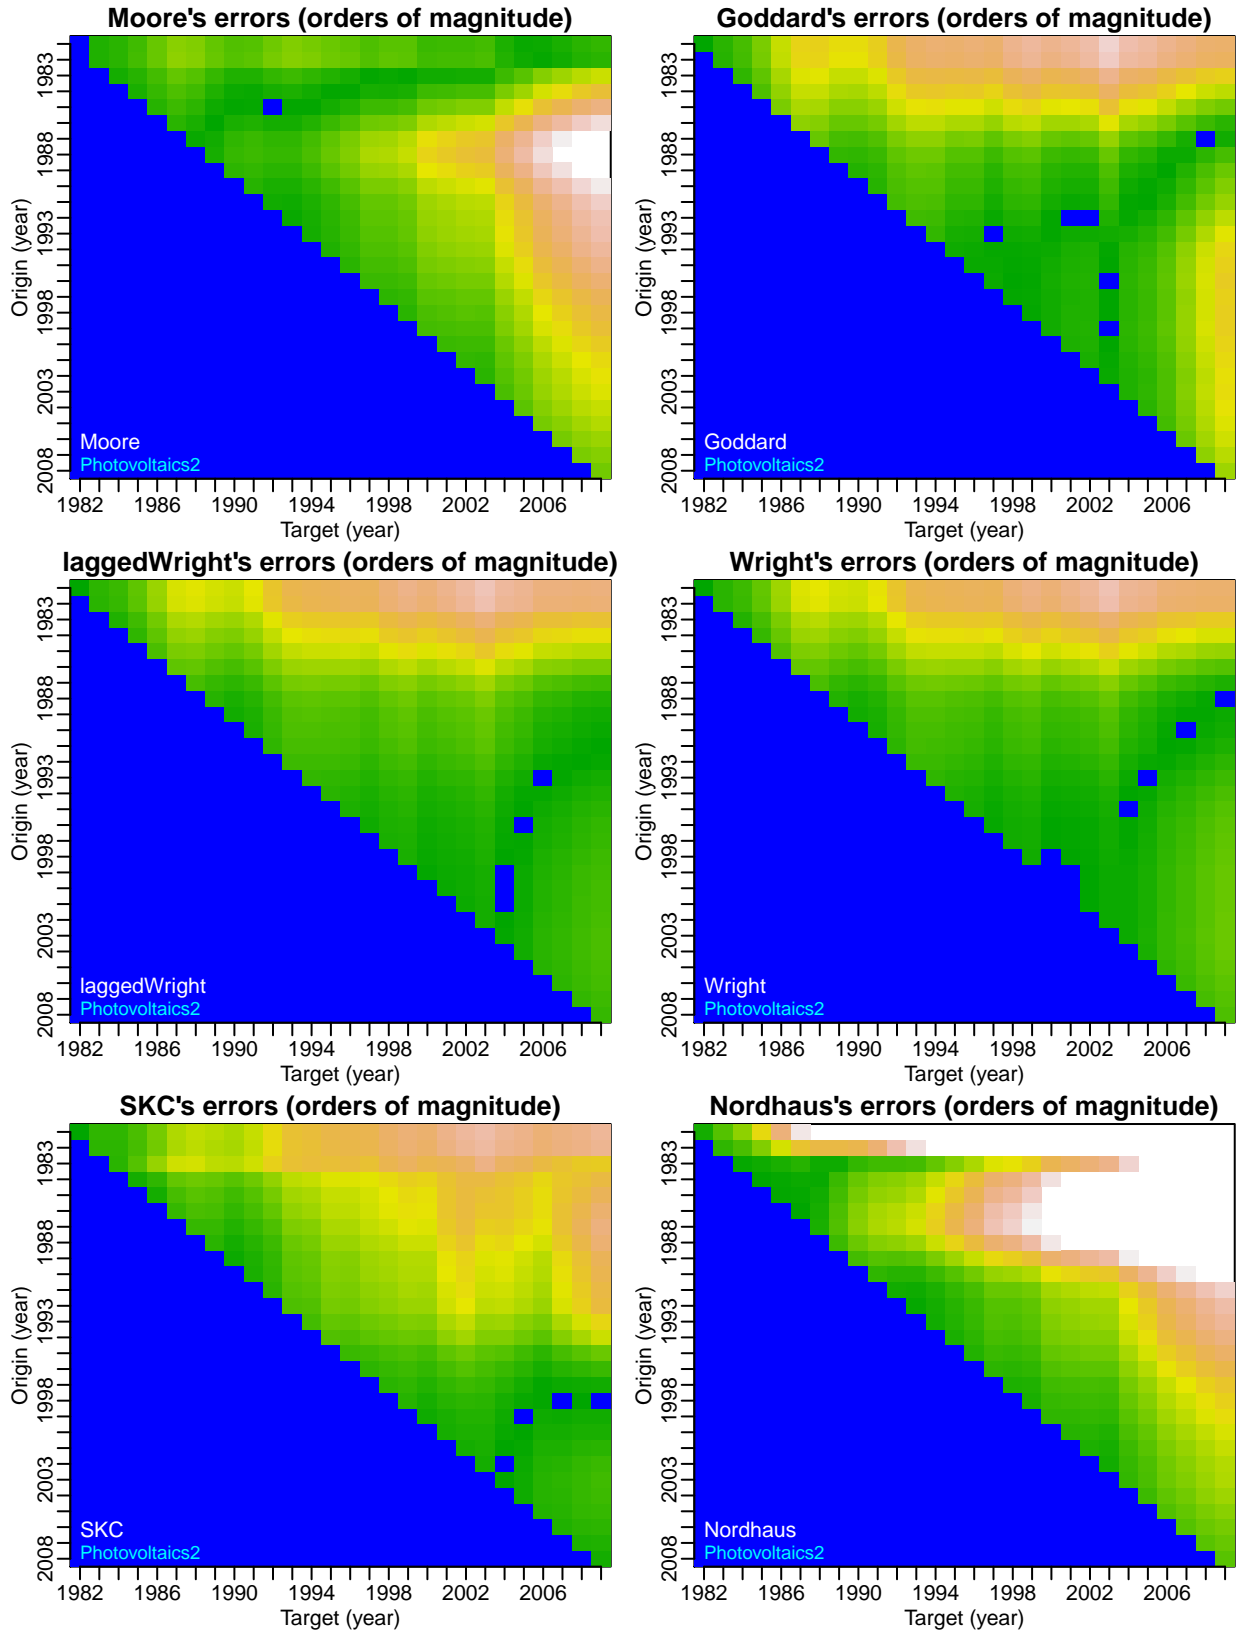 Moore's errors (orders of magnitude)
Origin (year)
1983
1988
1993
1998
2003
2008
Moore
Photovoltaics2
1982 1986 1990 1994 1998 2002 2006
Target (year)
Goddard's errors (orders of magnitude)
Origin (year)
1983
1988
1993
1998
2003
2008
Goddard
Photovoltaics2
1982 1986 1990 1994 1998 2002 2006
Target (year)
laggedWright's errors (orders of magnitude)
Origin (year)
1983
1988
1993
1998
2003
2008
laggedWright
Photovoltaics2
1982 1986 1990 1994 1998 2002 2006
Target (year)
Wright's errors (orders of magnitude)
Origin (year)
1983
1988
1993
1998
2003
2008
Wright
Photovoltaics2
1982 1986 1990 1994 1998 2002 2006
Target (year)
SKC's errors (orders of magnitude)
Origin (year)
1983
1988
1993
1998
2003
2008
SKC
Photovoltaics2
1982 1986 1990 1994 1998 2002 2006
Target (year)
Nordhaus's errors (orders of magnitude)
Origin (year)
1983
1988
1993
1998
2003
2008
Nordhaus
Photovoltaics2
1982 1986 1990 1994 1998 2002 2006
Target (year)